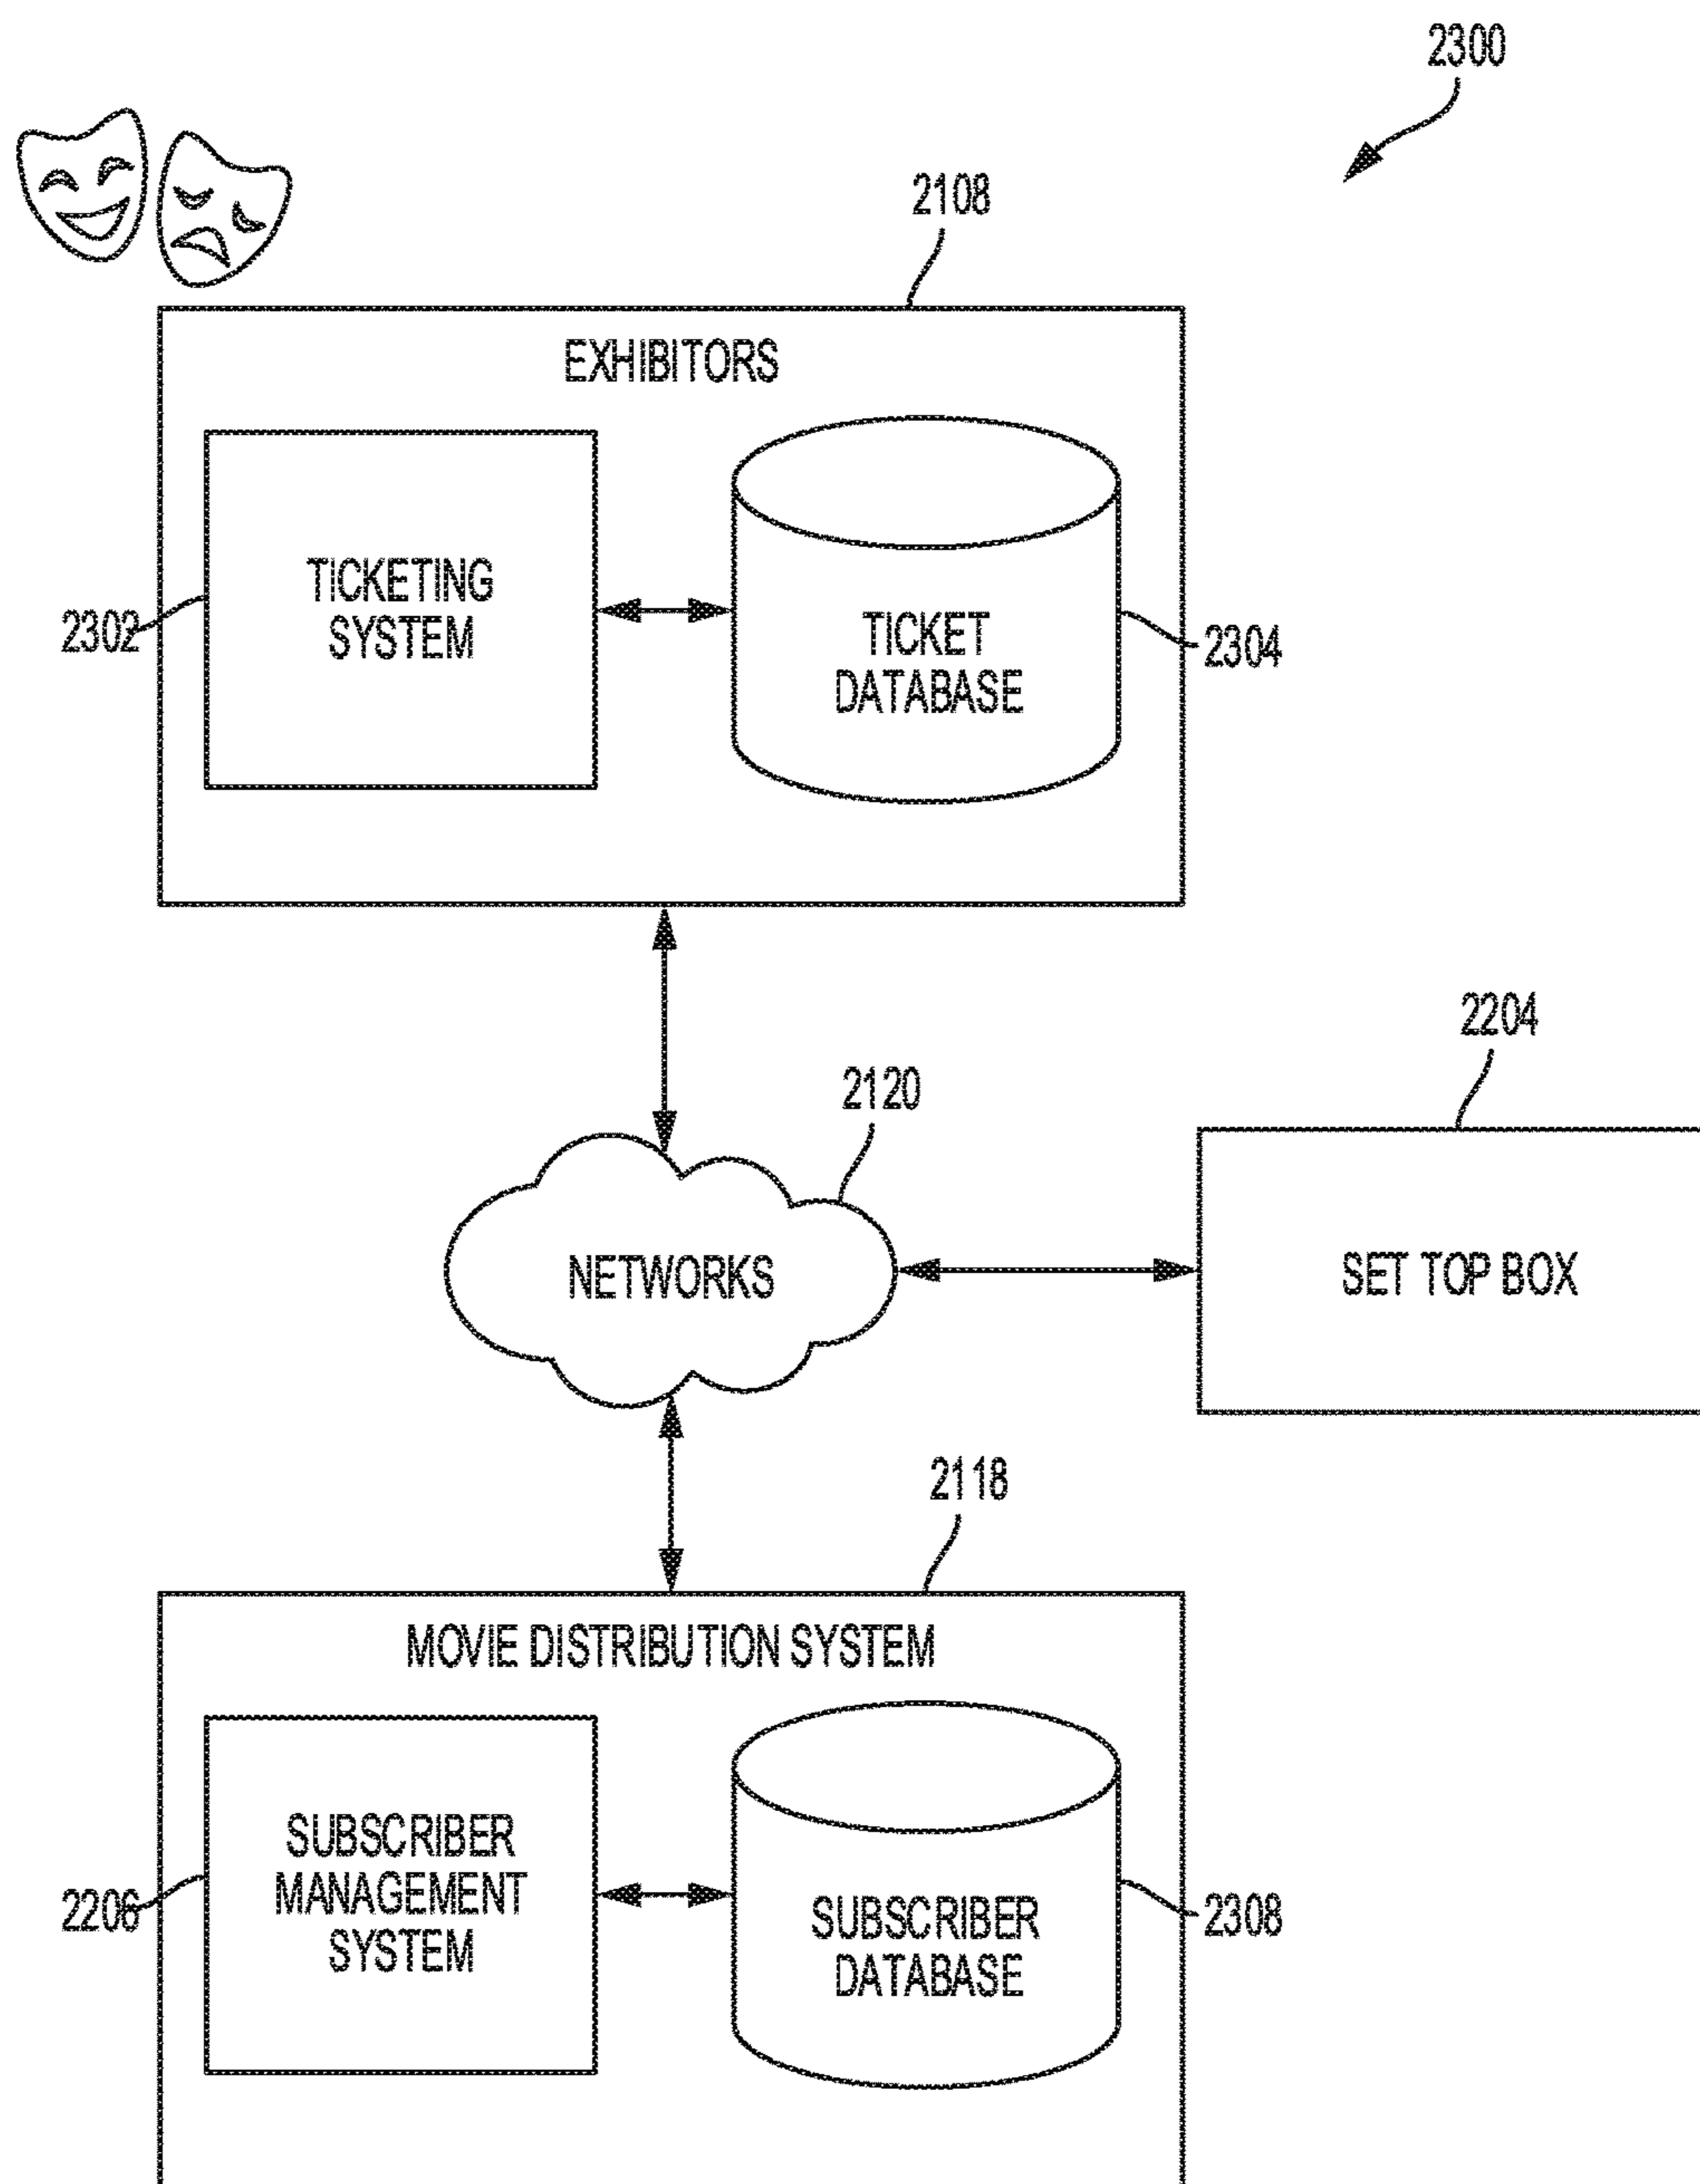 2300
2108
EXHIBITORS
TICKETING
SYSTEM
2302
TICKET
DATABASE
2304
2204
2120
NETWORKS
SET TOP BOX
2118
MOVIE DISTRIBUTION SYSTEM
SUBSCRIBER
MANAGEMENT
SYSTEM
2206
SUBSCRIBER
DATABASE
2308